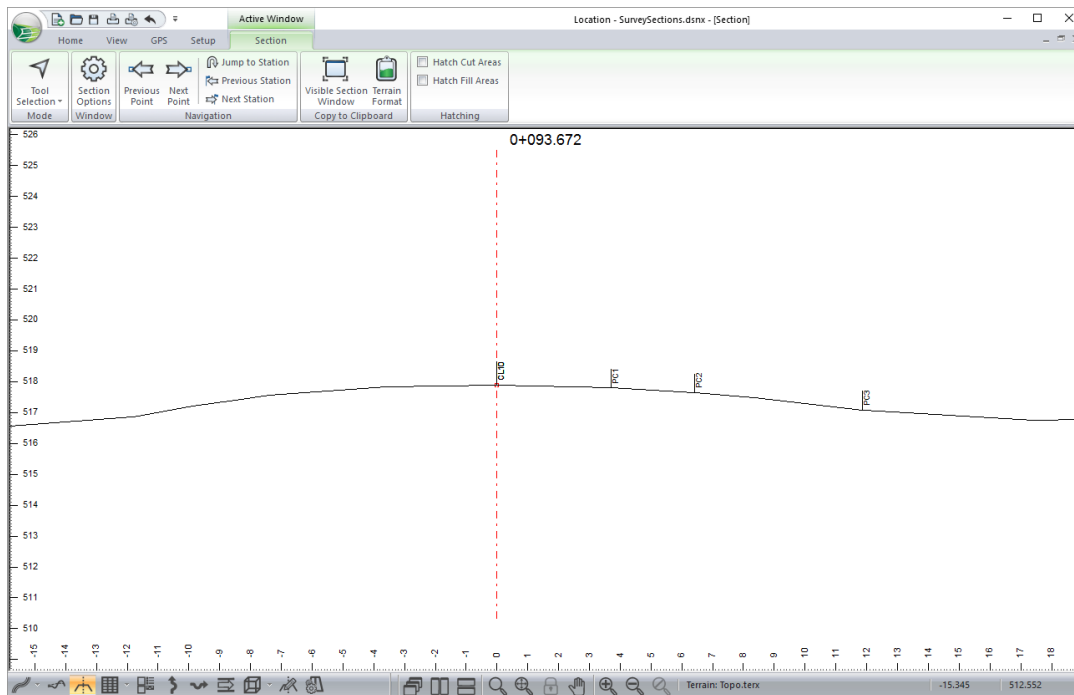 Active Window
Location - SurveySections.dsnx - [Section]
Home View GPS Setup Section
Tool Selection
Mode
Section Options
Window
Previous Point
Next Point
Jump to Station
Previous Station
Next Station
Navigation
Visible Section Window
Terrain Format
Copy to Clipboard
Hatch Cut Areas
Hatch Fill Areas
Hatching
0+093.672
526
525
524
523
522
521
520
519
518
517
516
515
514
513
512
511
510
CL10
PC1
PC2
PC3
-15 -14 -13 -12 -11 -10 -9 -8 -7 -6 -5 -4 -3 -2 -1 0 1 2 3 4 5 6 7 8 9 10 11 12 13 14 15 16 17 18
Terrain: Topo.terx
-15.345
512.552